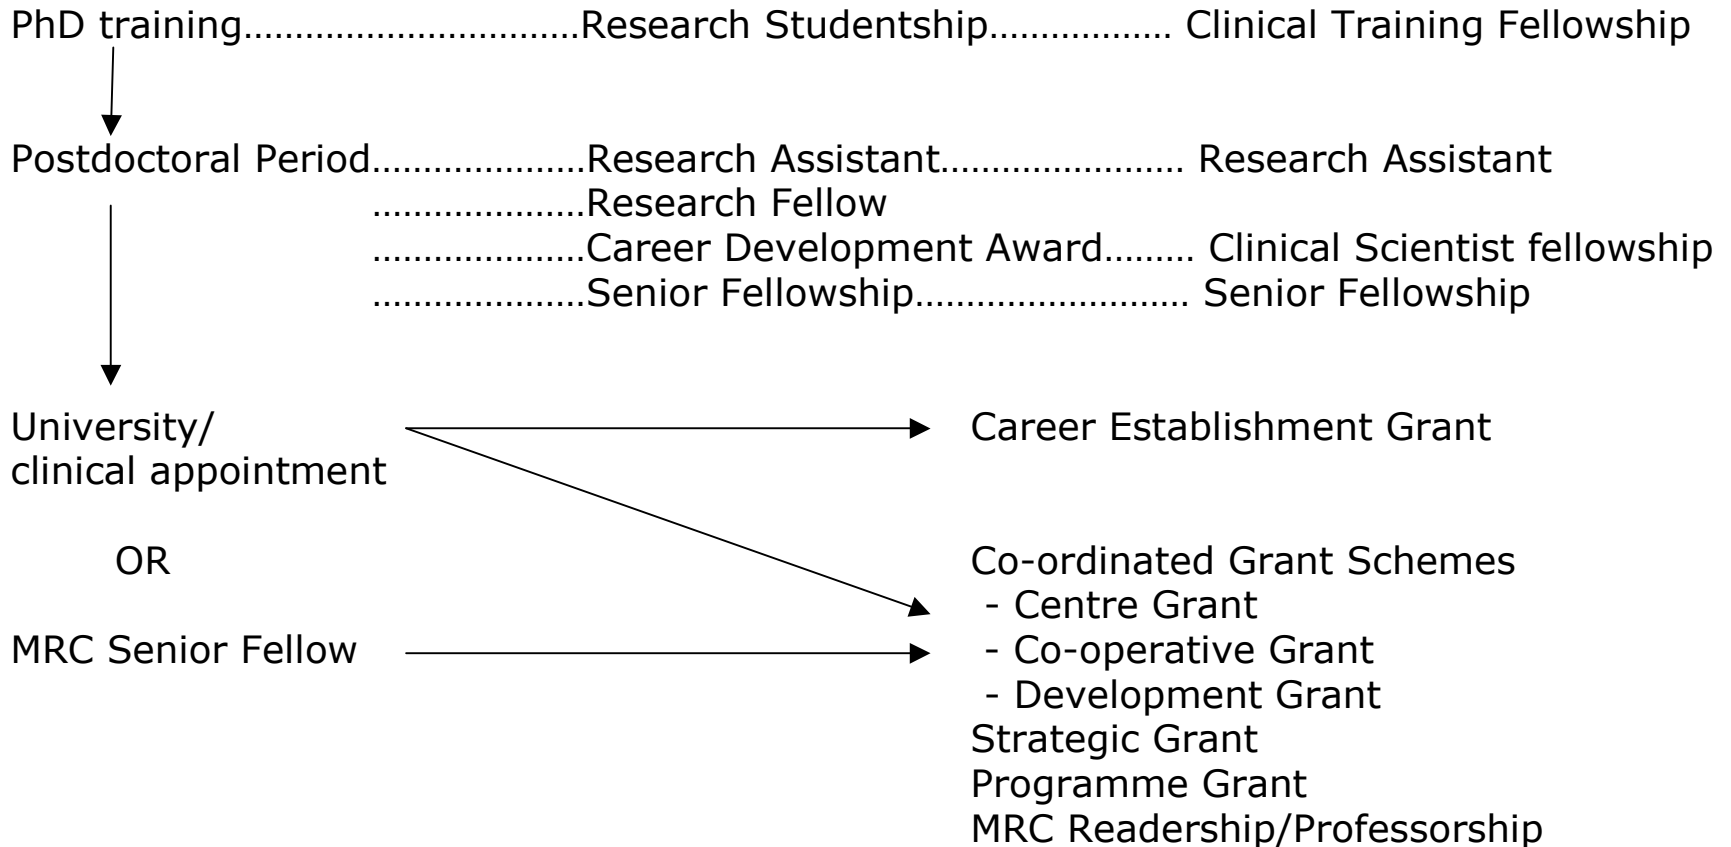 PhD training.................................Research Studentship.................. Clinical Training Fellowship
Postdoctoral Period.....................Research Assistant........................ Research Assistant
.....................Research Fellow
.....................Career Development Award......... Clinical Scientist fellowship
.....................Senior Fellowship........................... Senior Fellowship
University/ Career Establishment Grant
clinical appointment
OR Co-ordinated Grant Schemes
- Centre Grant
MRC Senior Fellow - Co-operative Grant
- Development Grant
Strategic Grant
Programme Grant
MRC Readership/Professorship